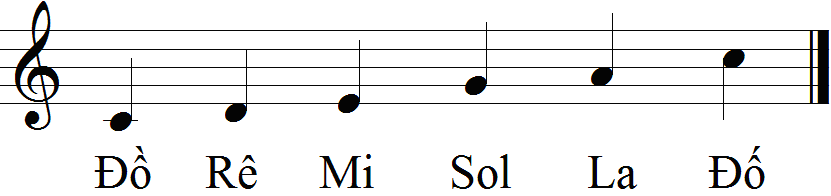 Đồ Rê Mi Sol La Đố